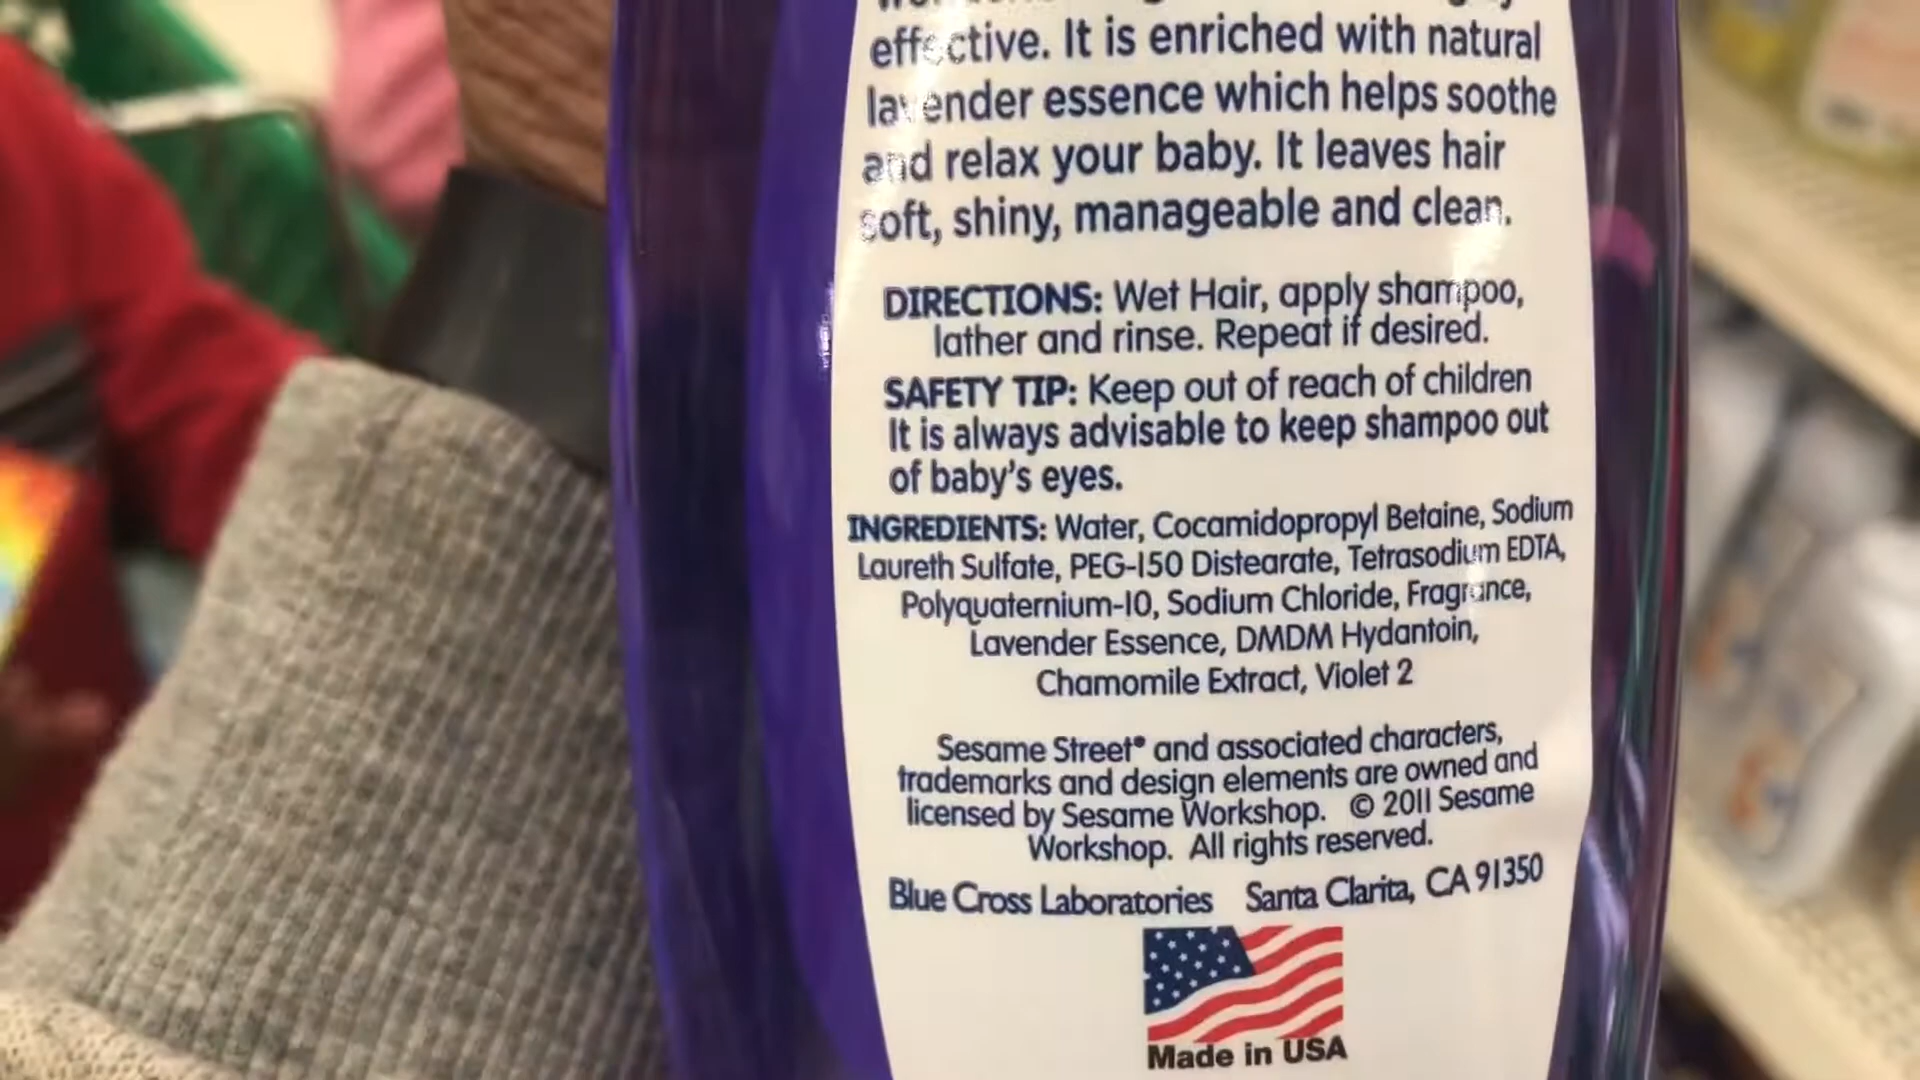 effective. It is enriched with natural
lavender essence which helps soothe
and relax your baby. It leaves hair
soft, shiny, manageable and clean.
DIRECTIONS: Wet Hair, apply shampoo,
lather and rinse. Repeat if desired.
SAFETY TIP: Keep out of reach of children
It is always advisable to keep shampoo out
of baby's eyes.
INGREDIENTS: Water, Cocamidopropyl Betaine, Sodium
Laureth Sulfate, PEG-150 Distearate, Tetrasodium EDTA,
Polyquaternium-10, Sodium Chloride, Fragrance,
Lavender Essence, DMDM Hydantoin,
Chamomile Extract, Violet 2
Sesame Street® and associated characters,
trademarks and design elements are owned and
licensed by Sesame Workshop. © 2011 Sesame
Workshop. All rights reserved.
Blue Cross Laboratories Santa Clarita, CA 91350
Made in USA